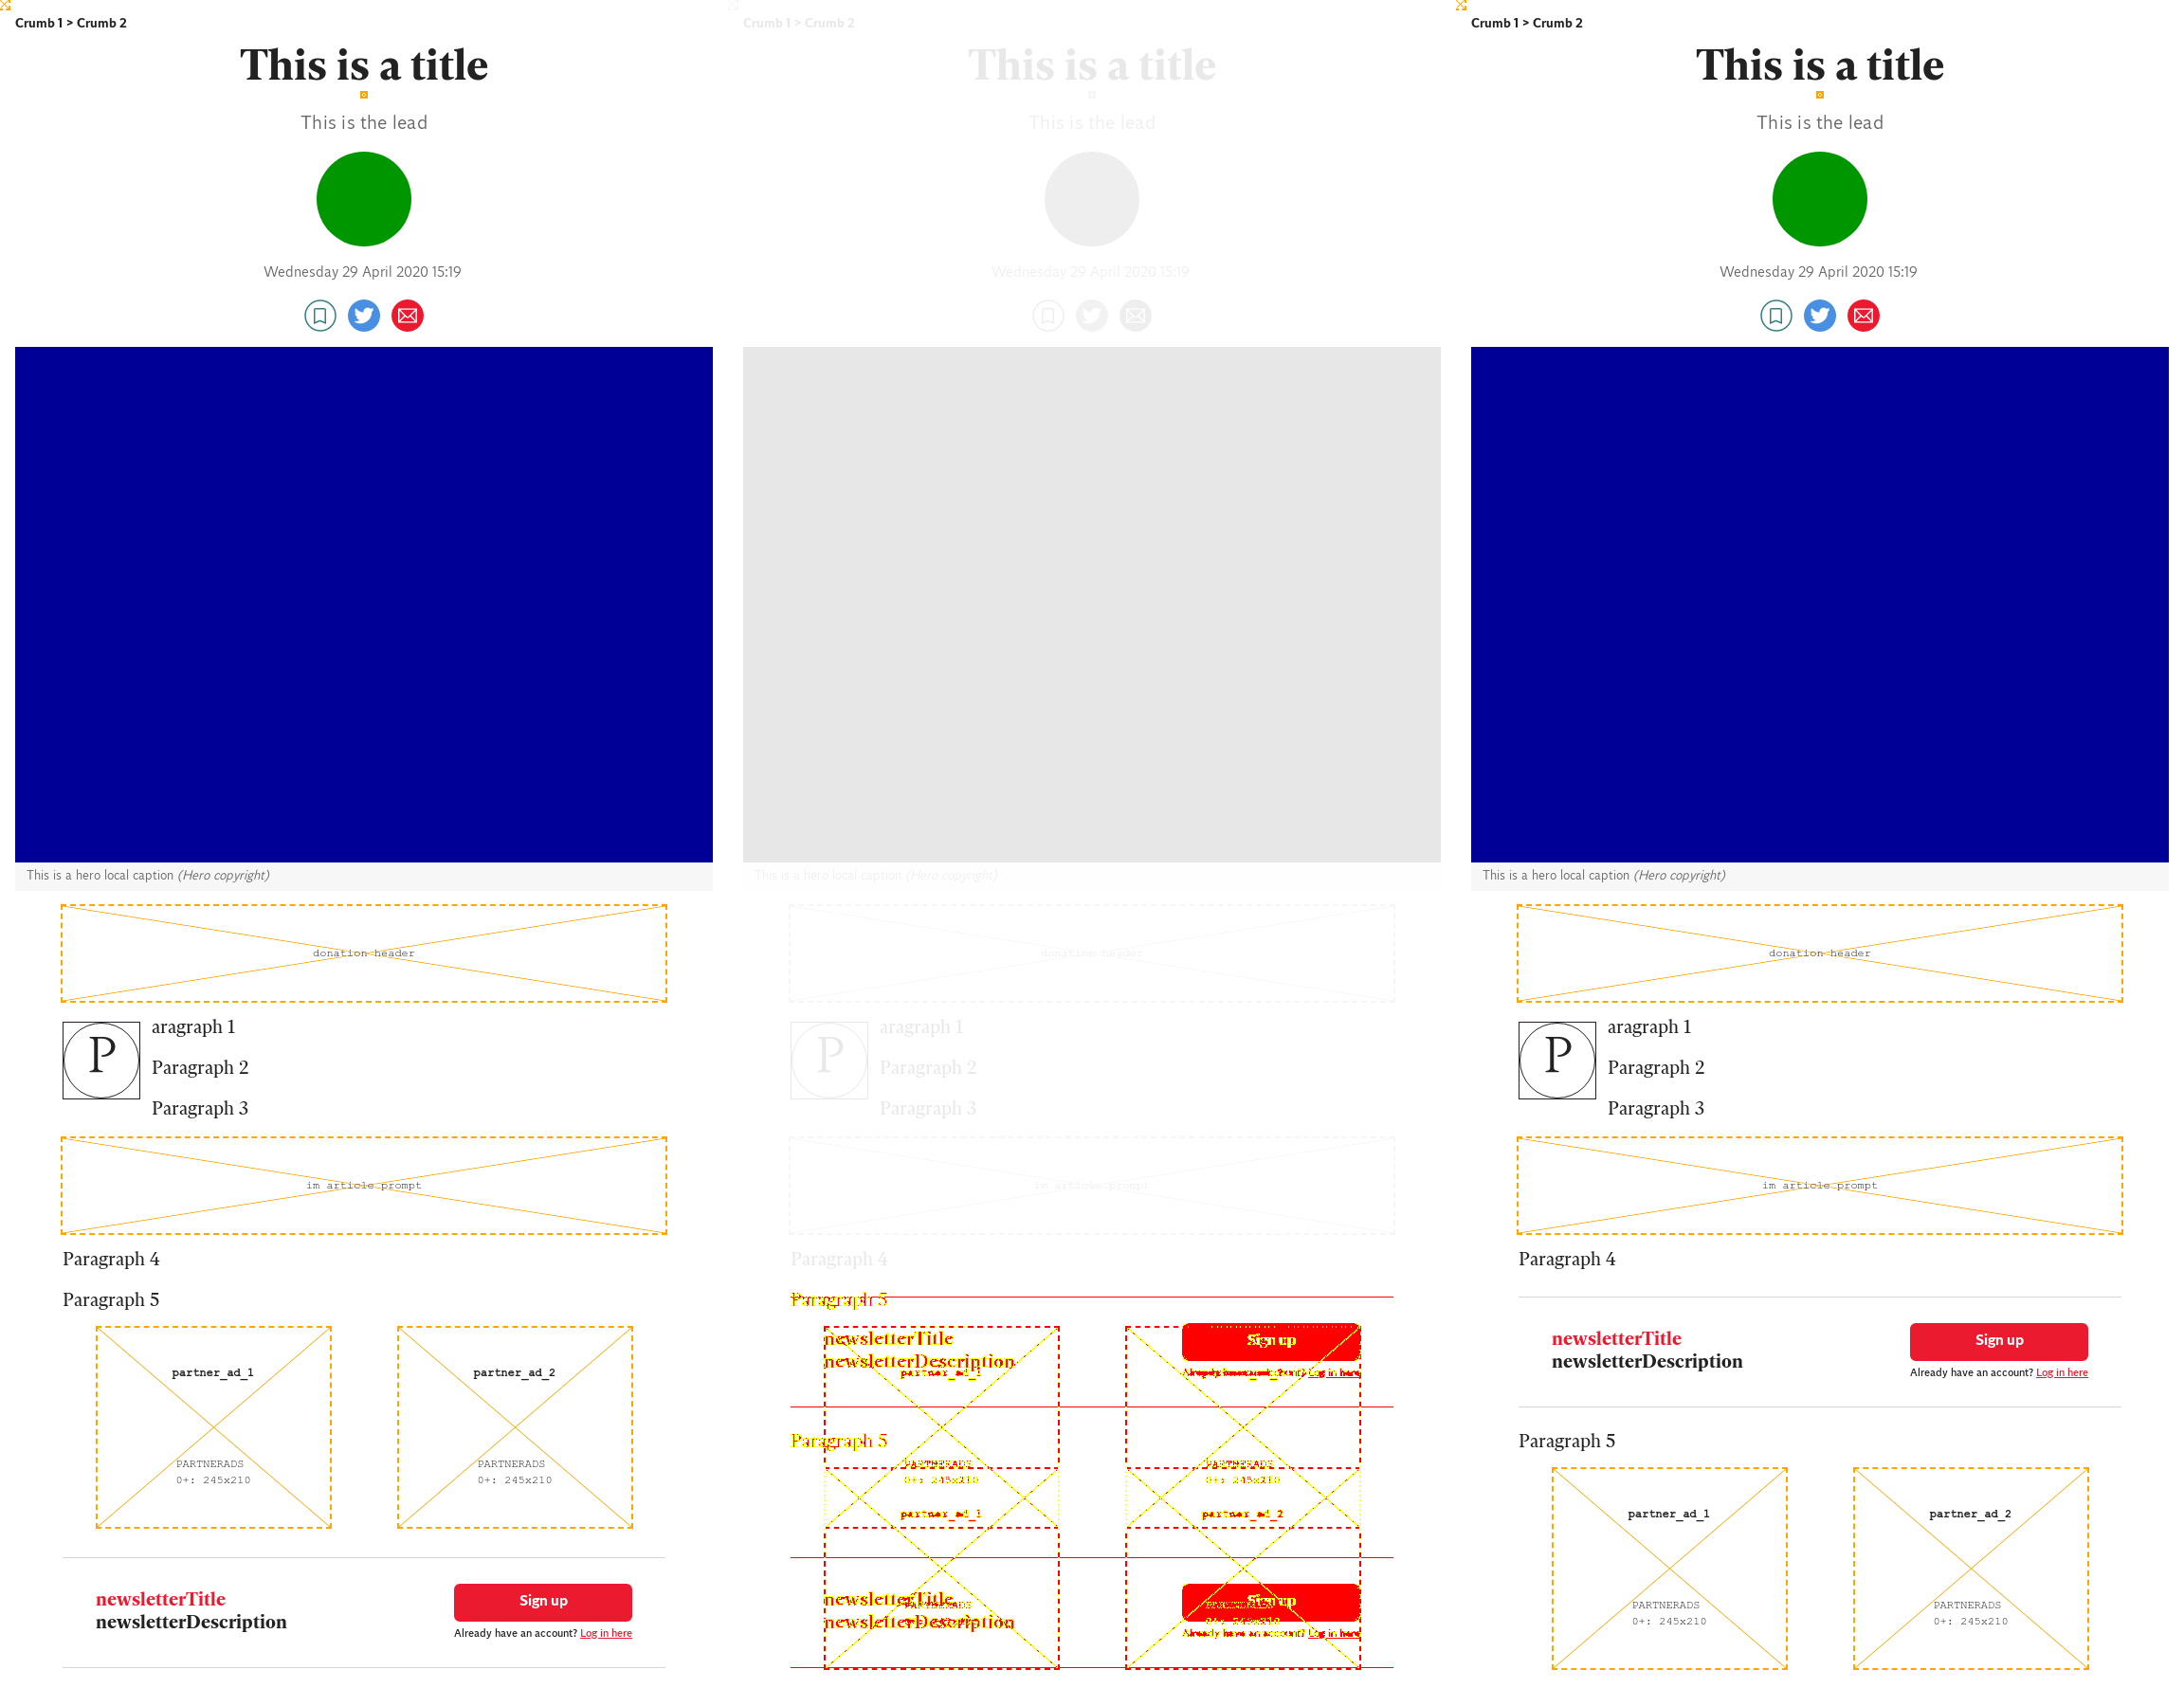 Crumb 1 > Crumb 2
This is a title
This is the lead
Wednesday 29 April 2020 15:19
This is a hero local caption (Hero copyright)
donation header
P
aragraph 1
Paragraph 2
Paragraph 3
im article prompt
Paragraph 4
Paragraph 5
partner_ad_1
partner_ad_2
PARTNERADS
0+: 245x210
PARTNERADS
0+: 245x210
newsletterTitle
newsletterDescription
Sign up
Already have an account? Log in here
Crumb 1 > Crumb 2
This is a title
This is the lead
Wednesday 29 April 2020 15:19
This is a hero local caption (Hero copyright)
donation header
P
aragraph 1
Paragraph 2
Paragraph 3
im article prompt
Paragraph 4
Paragraph 5
newsletterTitle
newsletterDescription
Sign up
partner_ad_1
Log in here
Paragraph 5
PARTNERADS
0+: 245x210
PARTNERADS
0+: 245x210
partner_ad_1
partner_ad_2
newsletterTitle
newsletterDescription
Sign up
Already have an account? Log in here
Crumb 1 > Crumb 2
This is a title
This is the lead
Wednesday 29 April 2020 15:19
This is a hero local caption (Hero copyright)
donation header
P
aragraph 1
Paragraph 2
Paragraph 3
im article prompt
Paragraph 4
newsletterTitle
newsletterDescription
Sign up
Already have an account? Log in here
Paragraph 5
partner_ad_1
partner_ad_2
PARTNERADS
0+: 245x210
PARTNERADS
0+: 245x210